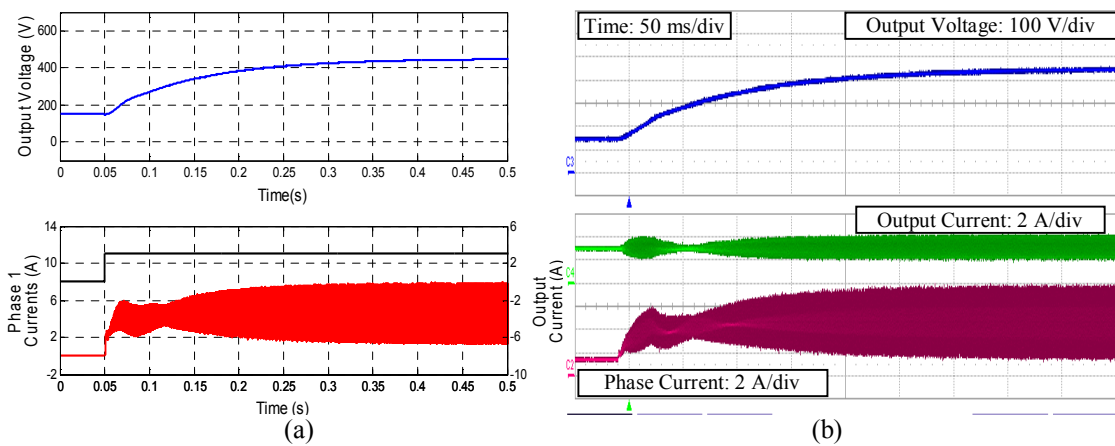 Output Voltage (V)
600
400
200
0
0 0.05 0.1 0.15 0.2 0.25 0.3 0.35 0.4 0.45 0.5
Time(s)
Phase 1
Currents (A)
14
10
6
2
-2
6
2
-2
-6
-10
Output
Current (A)
0 0.05 0.1 0.15 0.2 0.25 0.3 0.35 0.4 0.45 0.5
Time (s)
(a)
Time: 50 ms/div
Output Voltage: 100 V/div
C3
Output Current: 2 A/div
C4
C2
Phase Current: 2 A/div
(b)